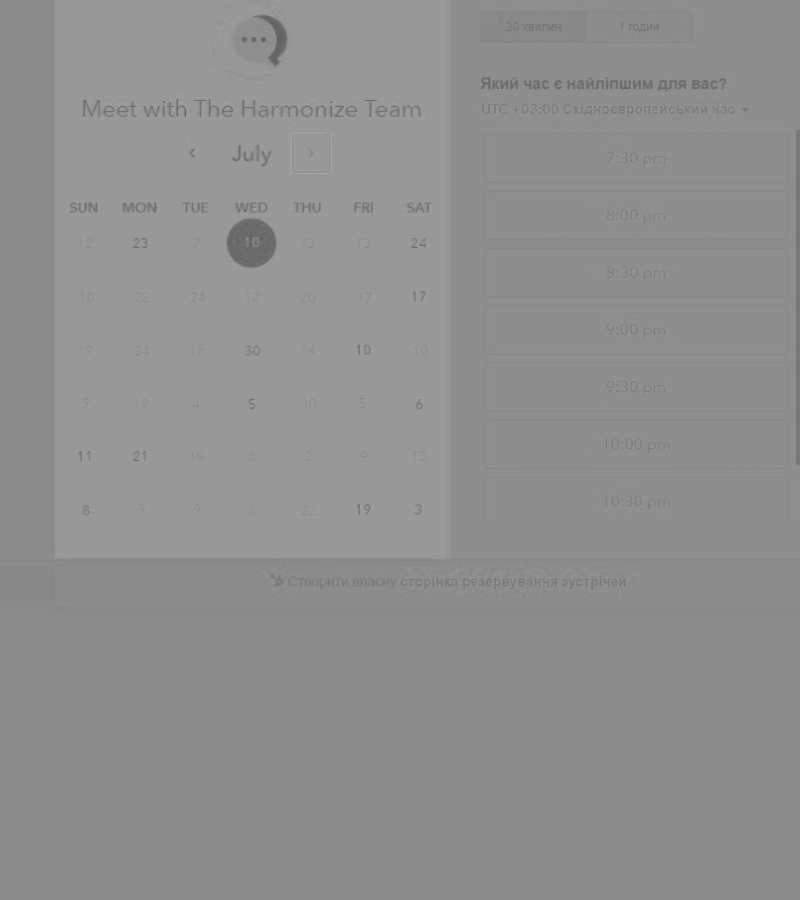 30 хвилин 1 годин
Який час є найліпшим для вас?
UTC +03:00 Східноєвропейський час
Meet with The Harmonize Team
July
SUN MON TUE WED THU FRI SAT
12 23 7 10 13 13 24
10 22 24 12 20 17 17
19 24 15 30 14 10 10
9 19 4 5 30 5 6
11 21 19 8 2 9 13
8 9 9 8 22 19 3
7:30 pm
8:00 pm
8:30 pm
9:00 pm
9:30 pm
10:00 pm
10:30 pm
Створити власну сторінка резервування зустрічей